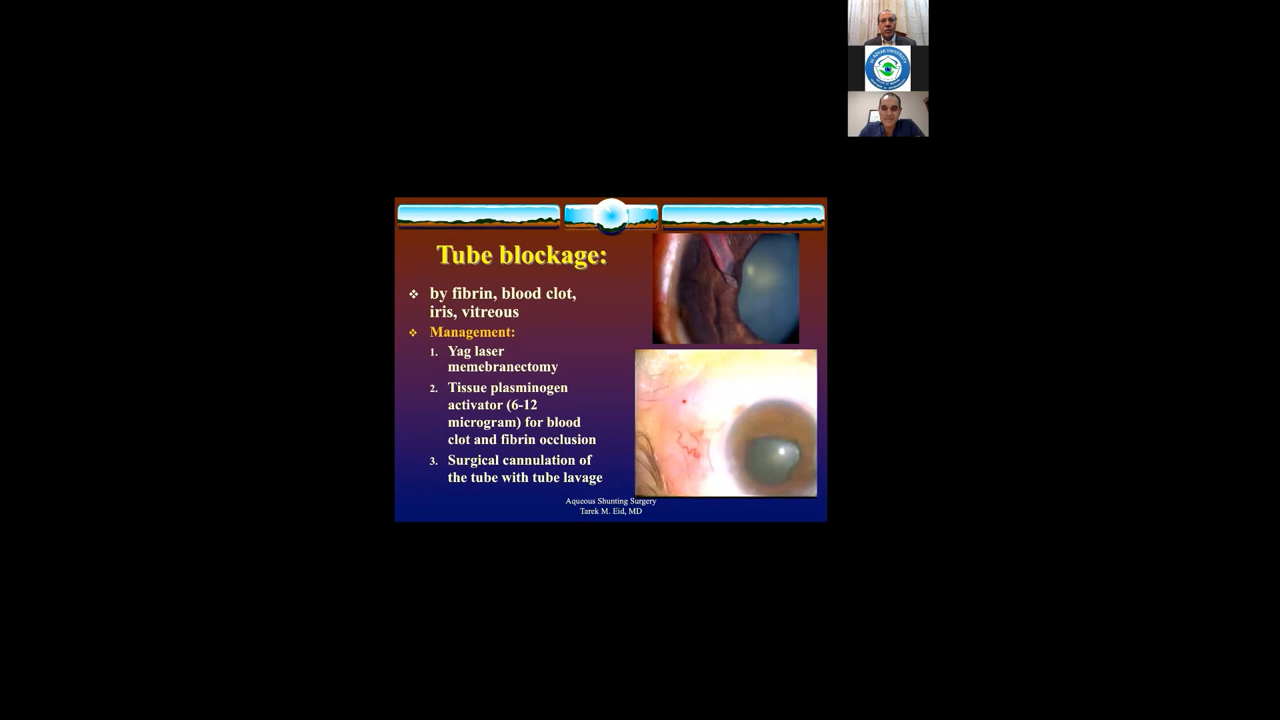 Tube blockage:
❖ by fibrin, blood clot,
iris, vitreous
❖ Management:
1. Yag laser
memebranectomy
2. Tissue plasminogen
activator (6-12
microgram) for blood
clot and fibrin occlusion
3. Surgical cannulation of
the tube with tube lavage
Aqueous Shunting Surgery
Tarek M. Eid, MD